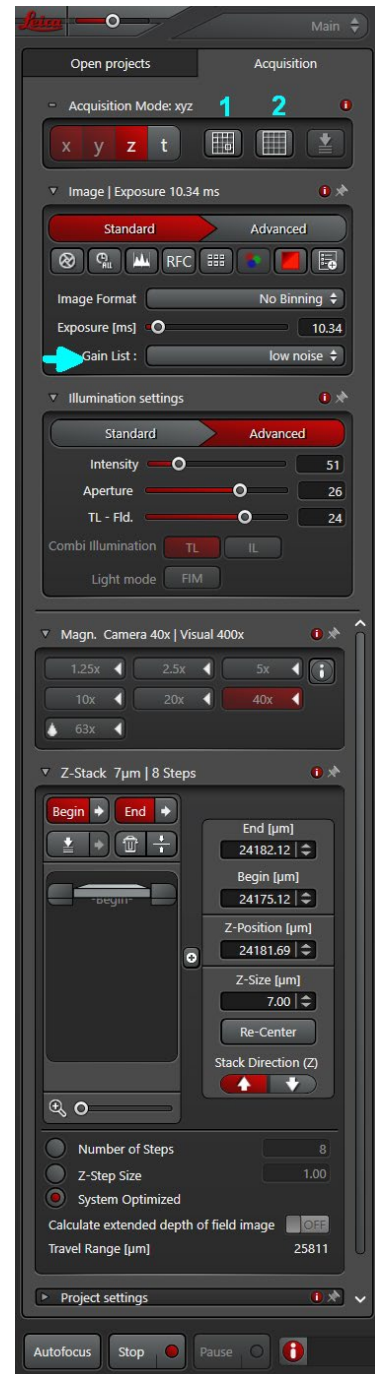 Leica Main
Open projects Acquisition
Acquisition Mode: xyz 1 2
x y z t
Image | Exposure 10.34 ms
Standard Advanced
ALL RFC
Image Format No Binning
Exposure [ms] 10.34
Gain List : low noise
Illumination settings
Standard Advanced
Intensity 51
Aperture 26
TL - Fld. 24
Combi Illumination TL IL
Light mode FIM
Magn. Camera 40x | Visual 400x
1.25x 2.5x 5x
10x 20x 40x
63x
Z-Stack 7µm | 8 Steps
Begin End
End [µm]
24182.12
Begin [µm]
-Begin- 24175.12
Z-Position [µm]
24181.69
Z-Size [µm]
7.00
Re-Center
Stack Direction (Z)
Number of Steps 8
Z-Step Size 1.00
System Optimized
Calculate extended depth of field image OFF
Travel Range [µm] 25811
Project settings
Autofocus Stop Pause